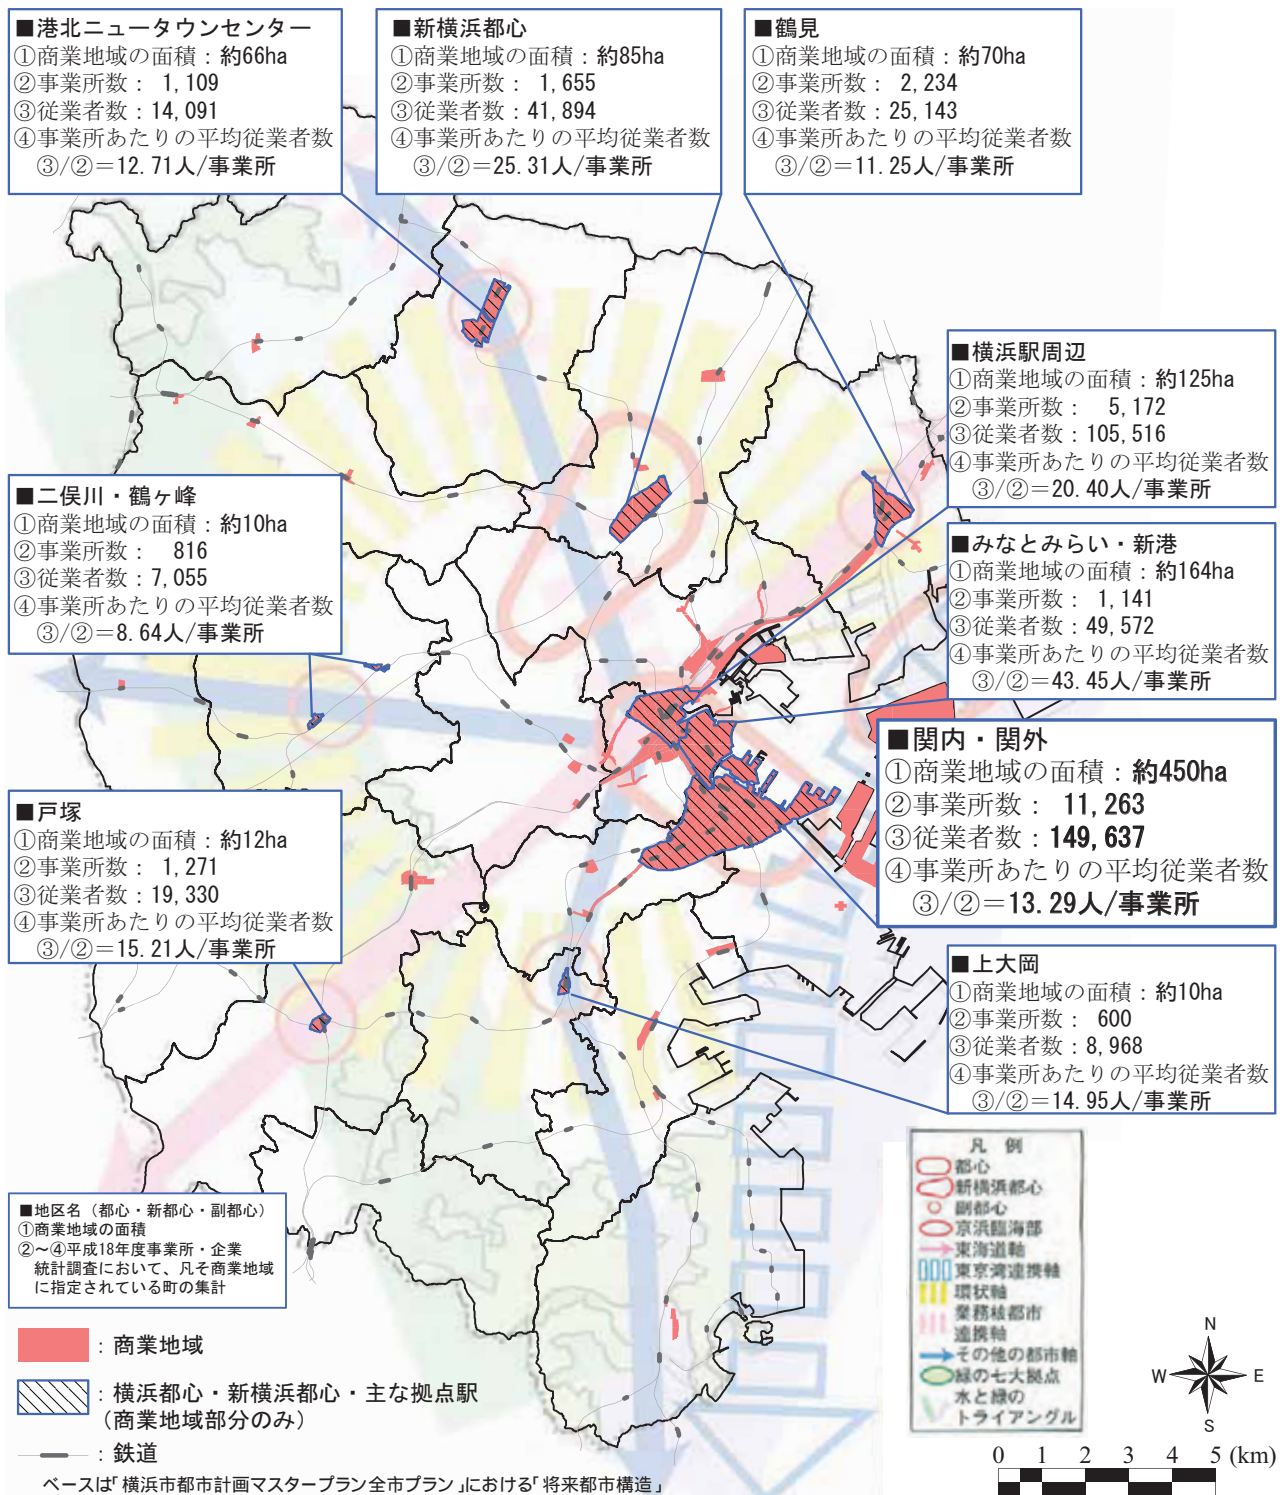 ■港北ニュータウンセンター
①商業地域の面積：約66ha
②事業所数： 1,109
③従業者数：14,091
④事業所あたりの平均従業者数
③/②＝12.71人/事業所
■新横浜都心
①商業地域の面積：約85ha
②事業所数： 1,655
③従業者数：41,894
④事業所あたりの平均従業者数
③/②＝25.31人/事業所
■鶴見
①商業地域の面積：約70ha
②事業所数： 2,234
③従業者数：25,143
④事業所あたりの平均従業者数
③/②＝11.25人/事業所
■横浜駅周辺
①商業地域の面積：約125ha
②事業所数： 5,172
③従業者数：105,516
④事業所あたりの平均従業者数
③/②＝20.40人/事業所
■二俣川・鶴ヶ峰
①商業地域の面積：約10ha
②事業所数： 816
③従業者数：7,055
④事業所あたりの平均従業者数
③/②＝8.64人/事業所
■みなとみらい・新港
①商業地域の面積：約164ha
②事業所数： 1,141
③従業者数：49,572
④事業所あたりの平均従業者数
③/②＝43.45人/事業所
■関内・関外
①商業地域の面積：約450ha
②事業所数： 11,263
③従業者数：149,637
④事業所あたりの平均従業者数
③/②＝13.29人/事業所
■戸塚
①商業地域の面積：約12ha
②事業所数： 1,271
③従業者数：19,330
④事業所あたりの平均従業者数
③/②＝15.21人/事業所
■上大岡
①商業地域の面積：約10ha
②事業所数： 600
③従業者数：8,968
④事業所あたりの平均従業者数
③/②＝14.95人/事業所
■地区名（都心・新都心・副都心）
①商業地域の面積
②～④平成18年度事業所・企業
統計調査において、凡そ商業地域
に指定されている町の集計
凡 例
都心
新横浜都心
副都心
京浜臨海部
東海道軸
東京湾連携軸
環状軸
業務核都市
連携軸
その他の都市軸
緑の七大拠点
水と緑の
トライアングル
：商業地域
：横浜都心・新横浜都心・主な拠点駅
（商業地域部分のみ）
：鉄道
ベースは「横浜市都市計画マスタープラン全市プラン」における「将来都市構造」
N
W E
S
0 1 2 3 4 5 (km)